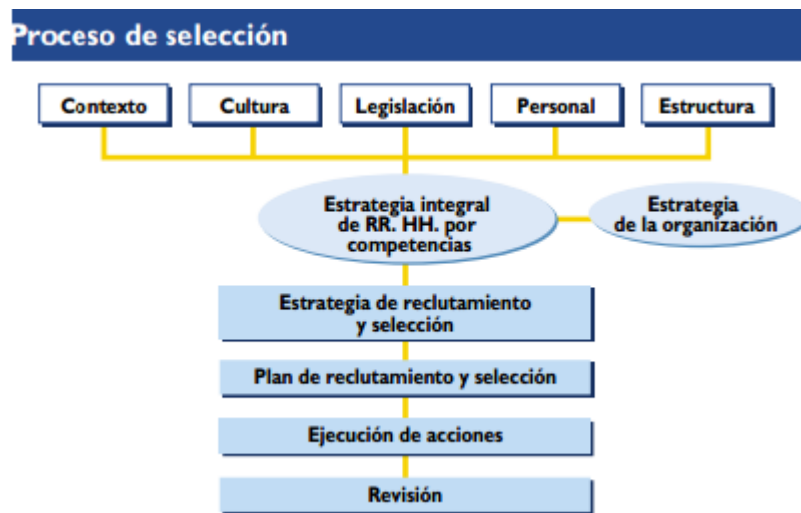 Proceso de selección
Contexto
Cultura
Legislación
Personal
Estructura
Estrategia integral
de RR. HH. por
competencias
Estrategia
de la organización
Estrategia de reclutamiento
y selección
Plan de reclutamiento y selección
Ejecución de acciones
Revisión